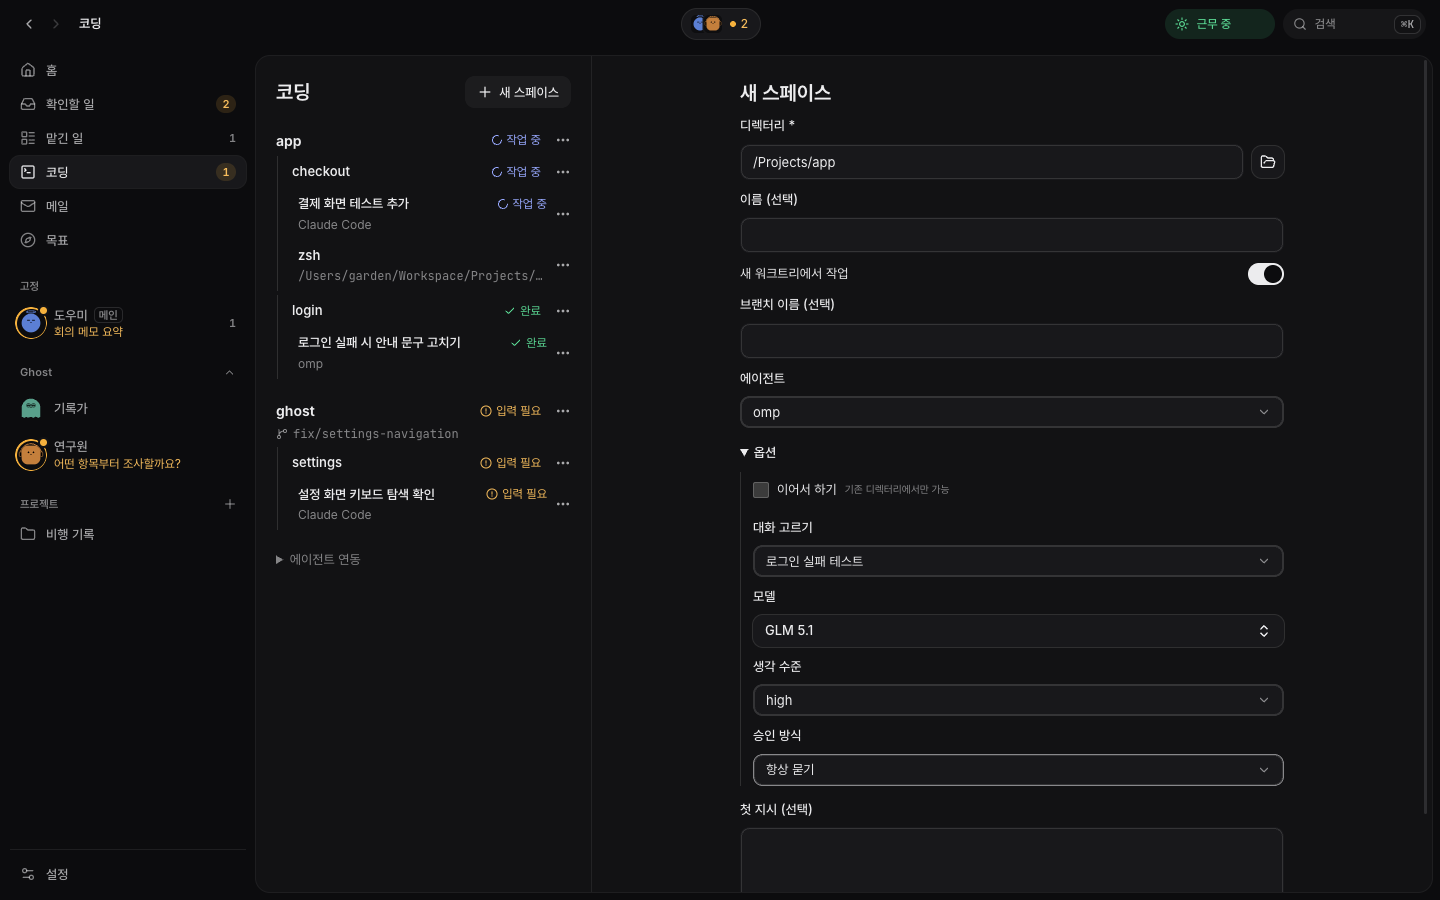 코딩
2
근무 중
검색
⌘K
홈
확인할 일
2
맡긴 일
1
코딩
1
메일
목표
고정
도우미
메인
회의 메모 요약
1
Ghost
기록가
연구원
어떤 항목부터 조사할까요?
프로젝트
비행 기록
설정
코딩
새 스페이스
app
작업 중
checkout
작업 중
결제 화면 테스트 추가
작업 중
Claude Code
zsh
/Users/garden/Workspace/Projects/…
login
완료
로그인 실패 시 안내 문구 고치기
완료
omp
ghost
입력 필요
fix/settings-navigation
settings
입력 필요
설정 화면 키보드 탐색 확인
입력 필요
Claude Code
에이전트 연동
새 스페이스
디렉터리 *
/Projects/app
이름 (선택)
새 워크트리에서 작업
브랜치 이름 (선택)
에이전트
omp
옵션
이어서 하기 기존 디렉터리에서만 가능
대화 고르기
로그인 실패 테스트
모델
GLM 5.1
생각 수준
high
승인 방식
항상 묻기
첫 지시 (선택)